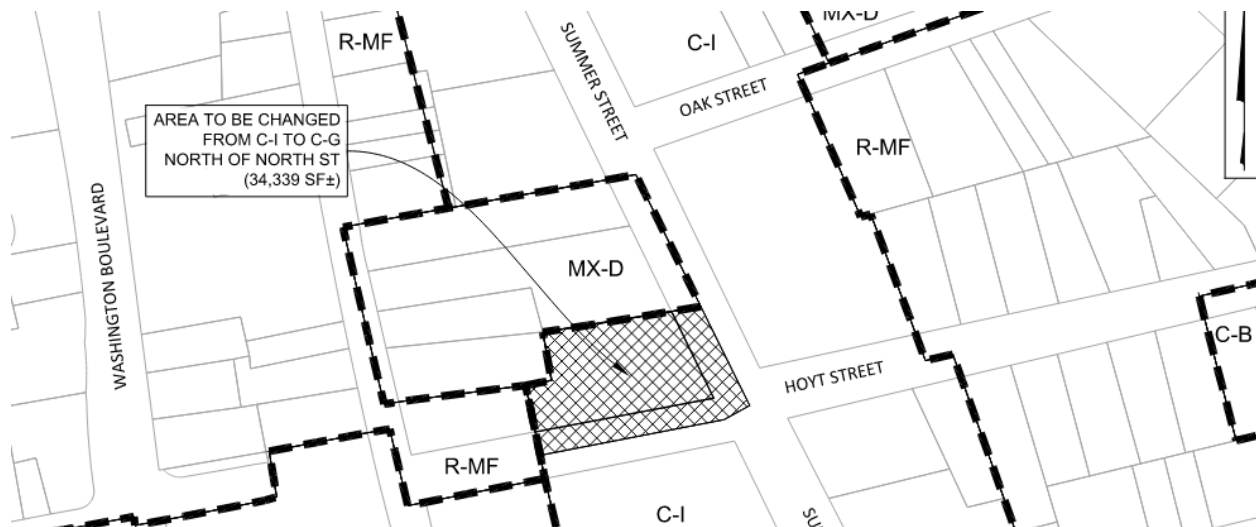 MX-D
R-MF
C-I
SUMMER STREET
OAK STREET
AREA TO BE CHANGED
FROM C-I TO C-G
NORTH OF NORTH ST
(34,339 SF±)
R-MF
WASHINGTON BOULEVARD
MX-D
C-B
HOYT STREET
R-MF
C-I